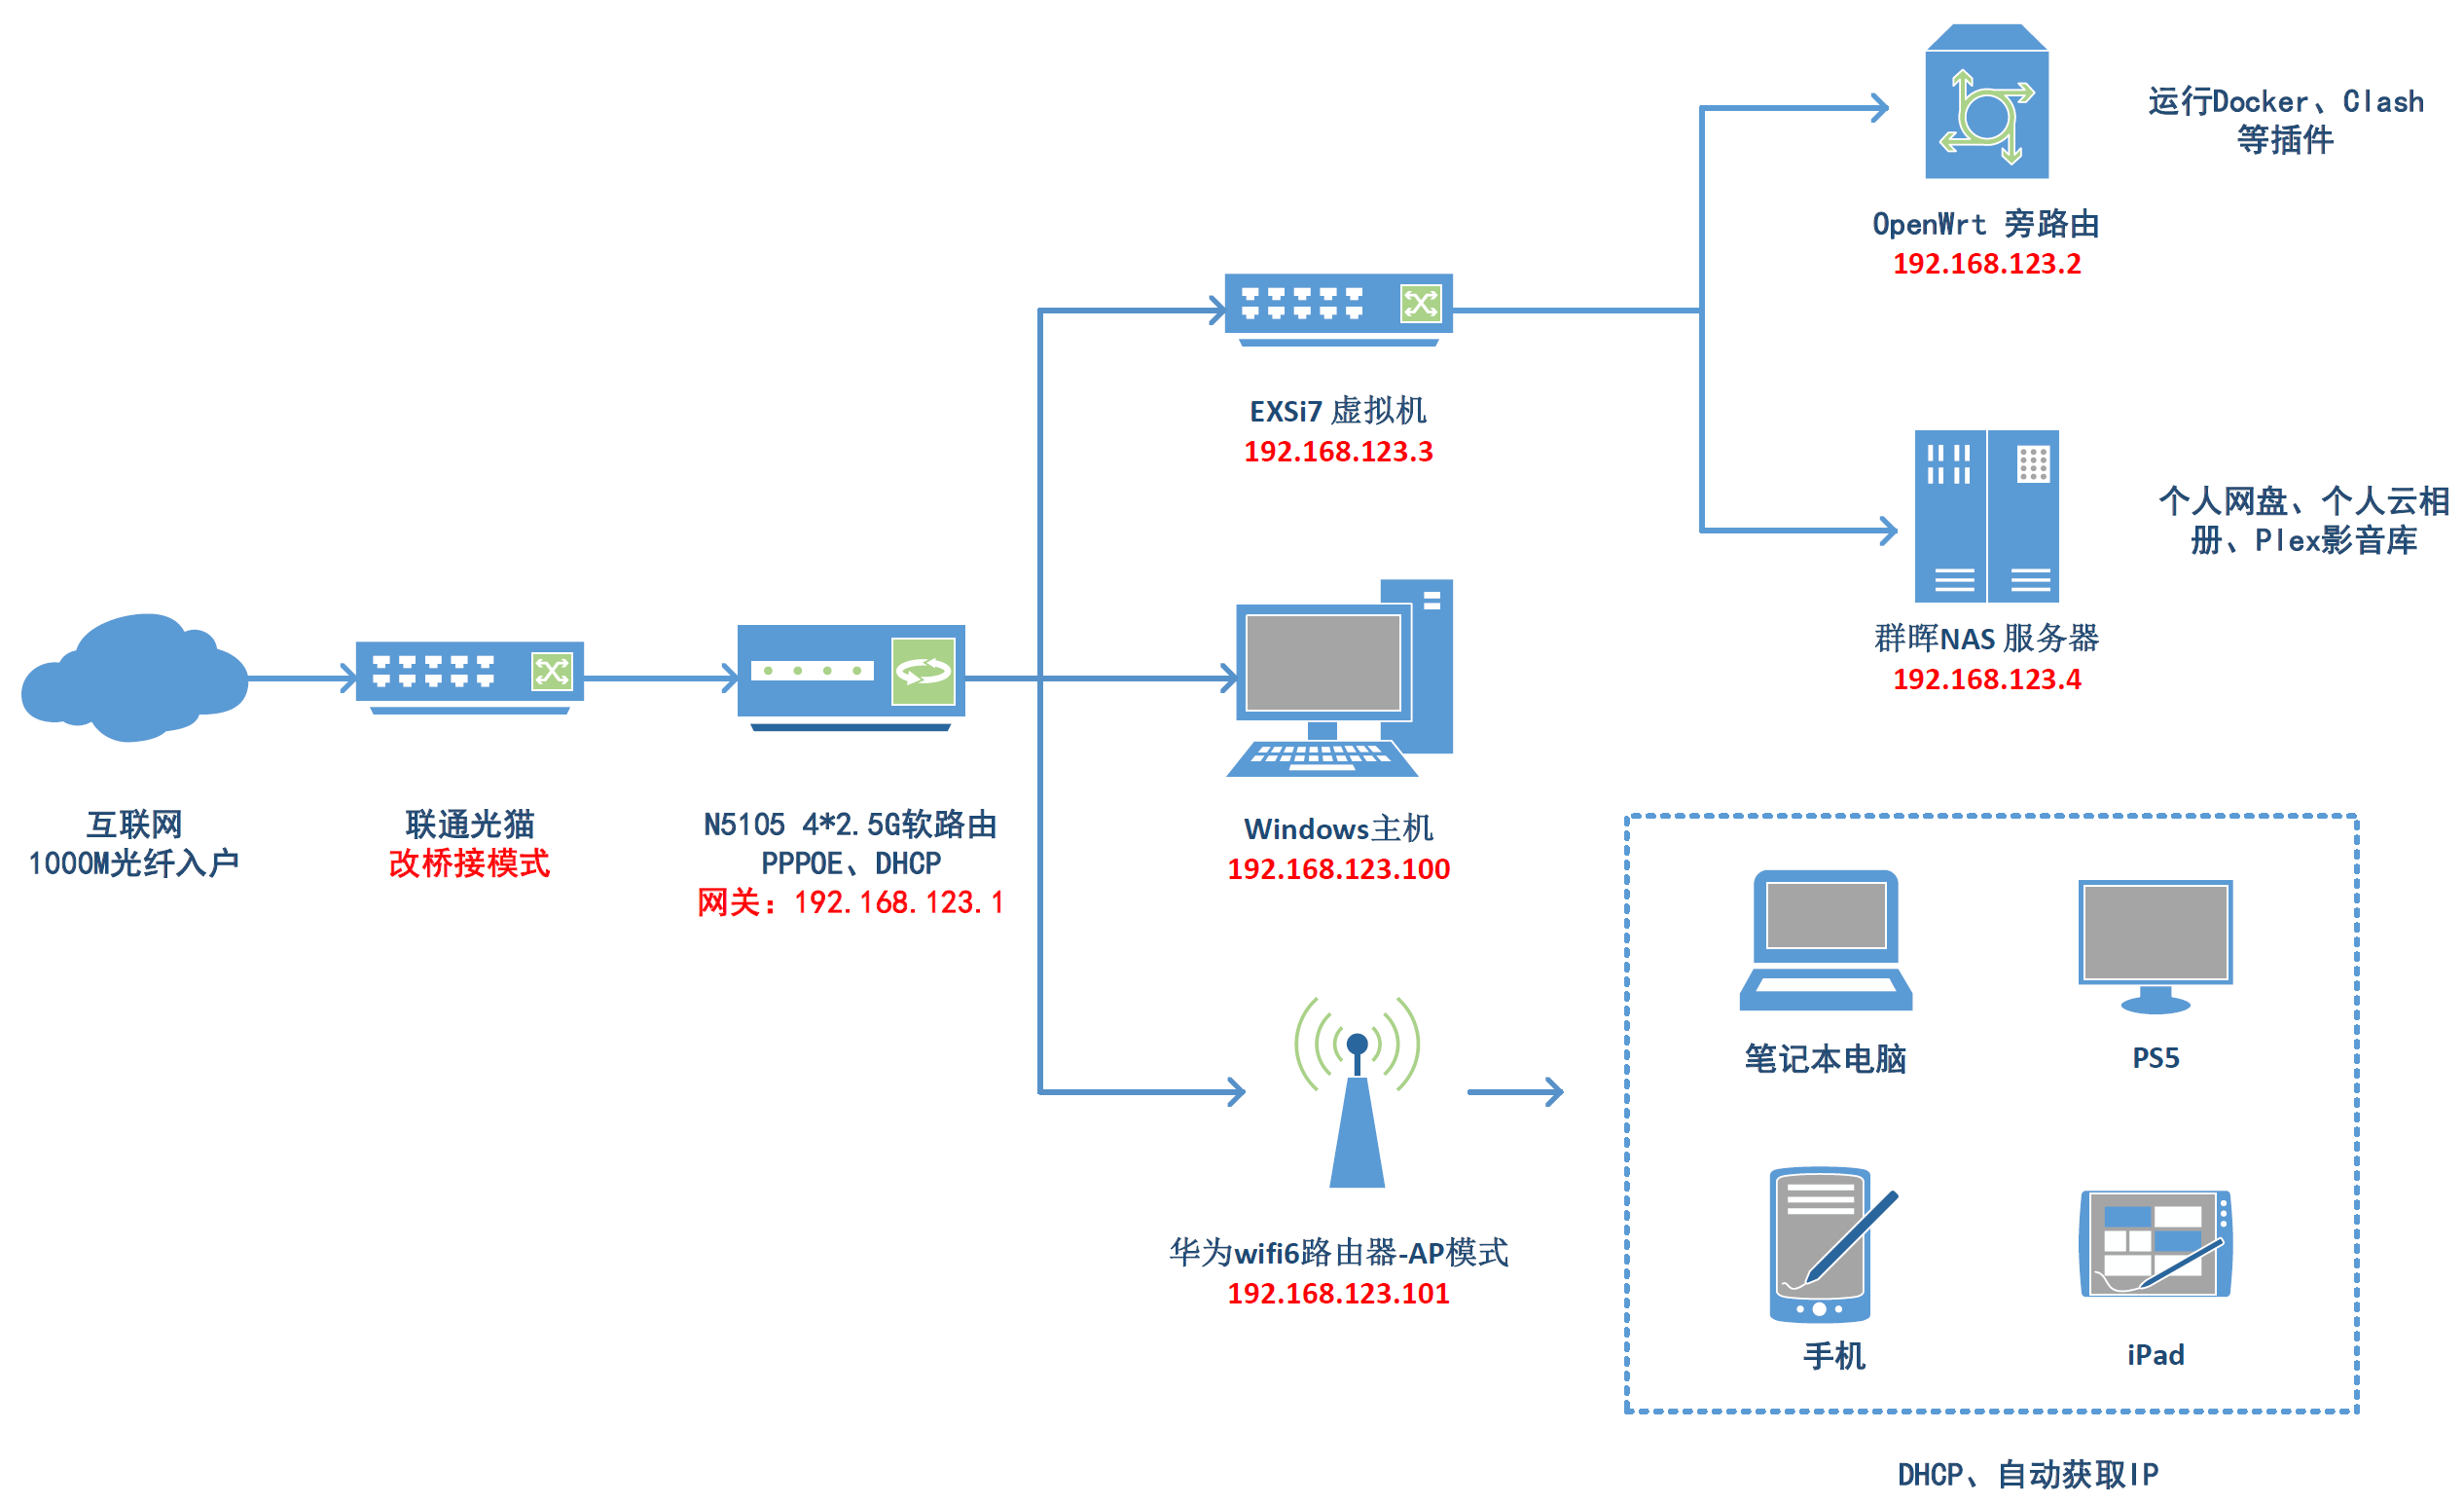 运行Docker、Clash
等插件
OpenWrt 旁路由
192.168.123.2
EXSi7 虚拟机
192.168.123.3
个人网盘、个人云相
册、Plex影音库
群晖NAS 服务器
192.168.123.4
互联网
1000M光纤入户
联通光猫
改桥接模式
N5105 4*2.5G软路由
PPPOE、DHCP
网关：192.168.123.1
Windows主机
192.168.123.100
笔记本电脑
PS5
华为wifi6路由器-AP模式
192.168.123.101
手机
iPad
DHCP、自动获取IP